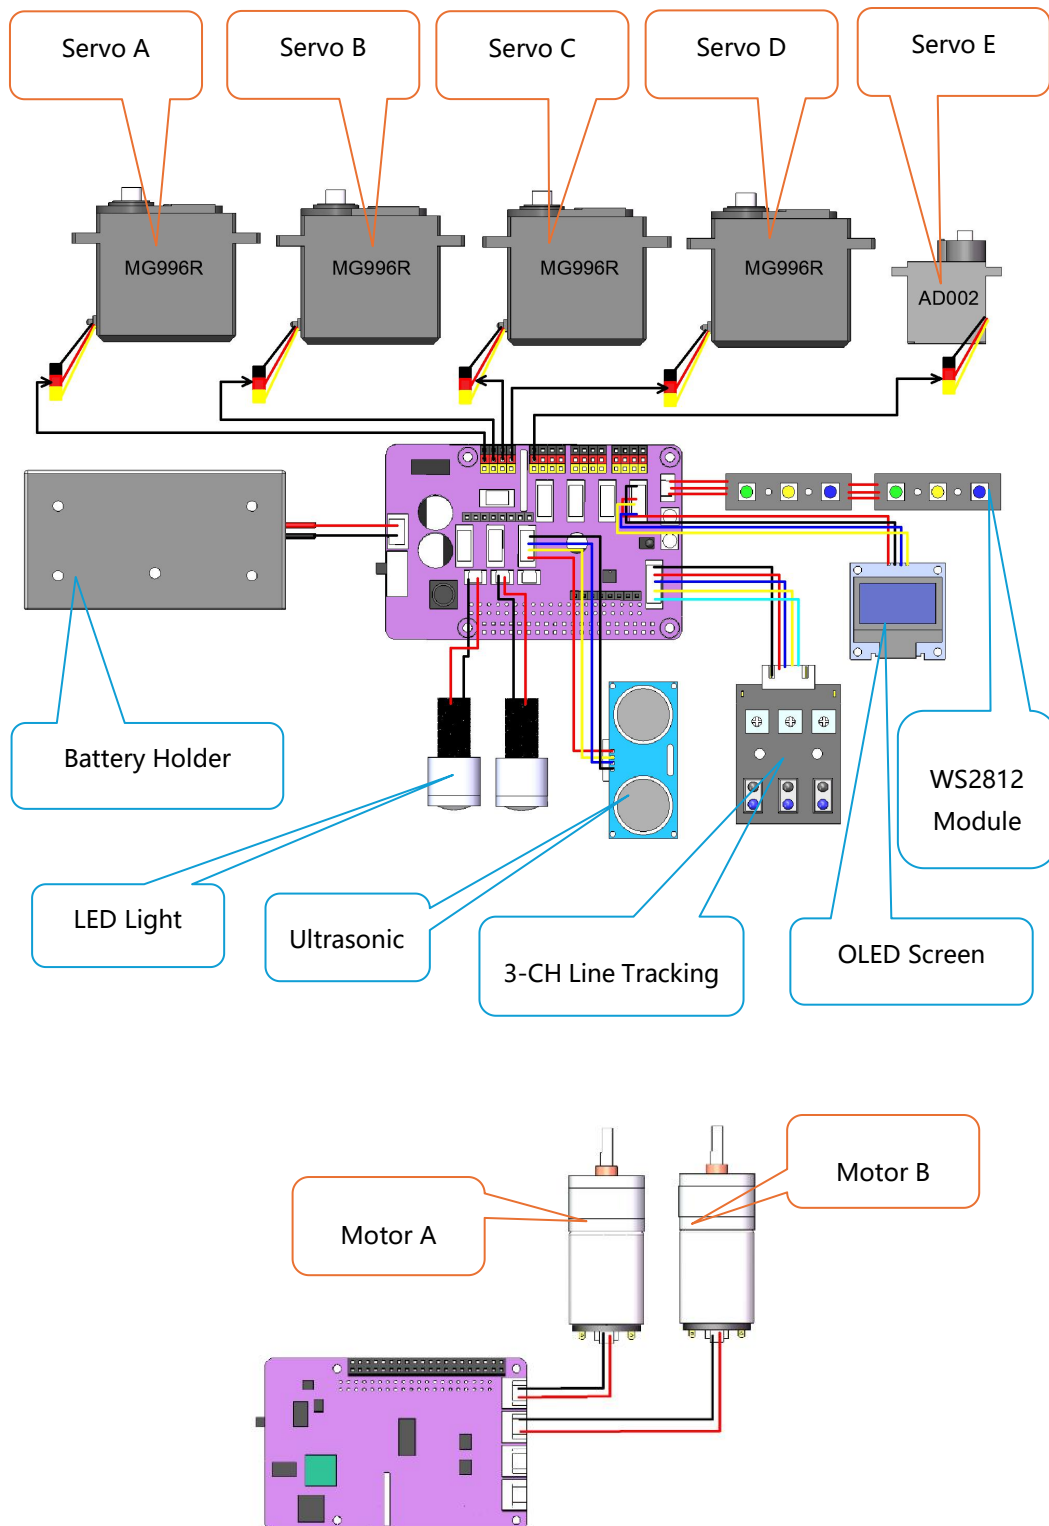 Servo A
Servo B
Servo C
Servo D
Servo E
MG996R
MG996R
MG996R
MG996R
AD002
Battery Holder
WS2812
Module
LED Light
Ultrasonic
3-CH Line Tracking
OLED Screen
Motor A
Motor B